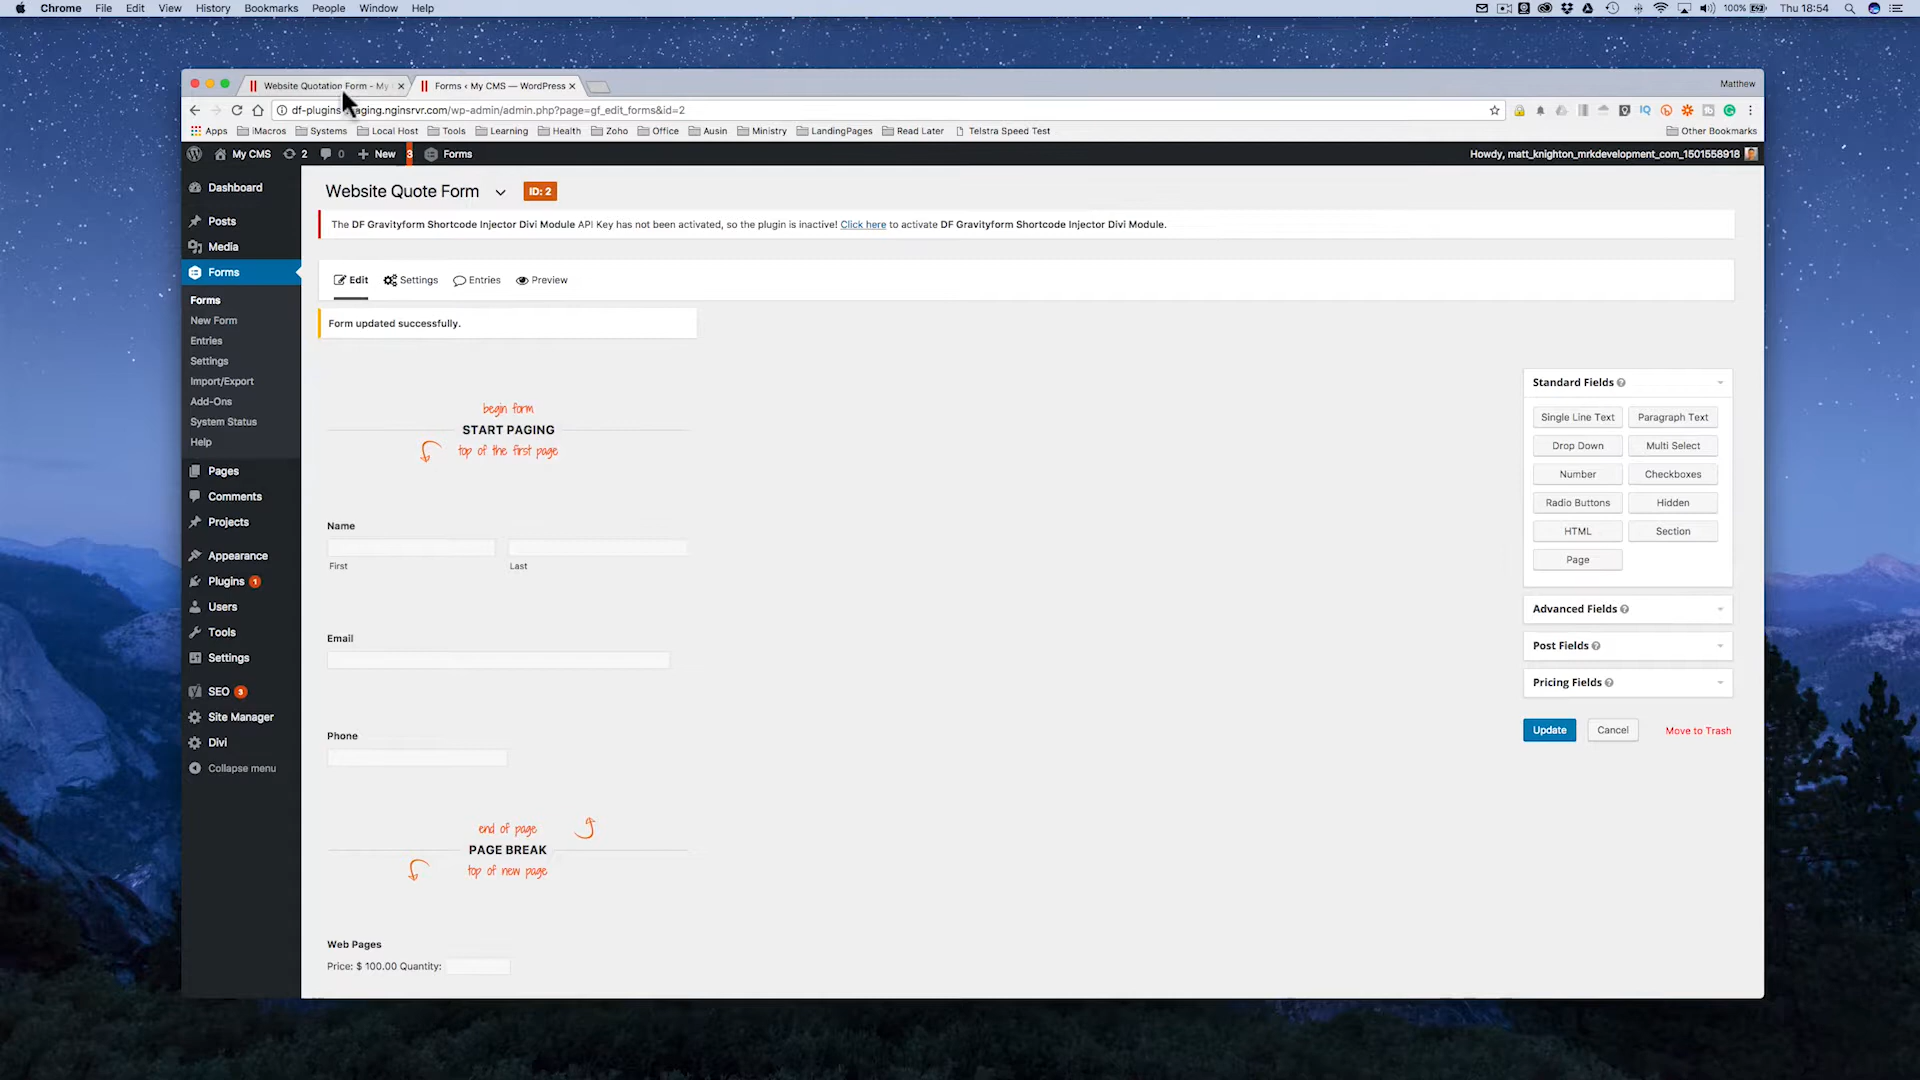 Chrome File Edit View History Bookmarks People Window Help 100% Thu 18:54
Website Quotation Form - My Forms ‹ My CMS — WordPress Matthew
df-plugins aging.nginsrvr.com/wp-admin/admin.php?page=gf_edit_forms&id=2
Apps iMacros Systems Local Host Tools Learning Health Zoho Office Ausin Ministry LandingPages Read Later Telstra Speed Test Other Bookmarks
My CMS 2 0 New 3 Forms Howdy, matt_knighton_mrkdevelopment_com_1501558918
Dashboard
Posts
Media
Forms
Forms
New Form
Entries
Settings
Import/Export
Add-Ons
System Status
Help
Pages
Comments
Projects
Appearance
Plugins 1
Users
Tools
Settings
SEO 3
Site Manager
Divi
Collapse menu
Website Quote Form ID: 2
The DF Gravityform Shortcode Injector Divi Module API Key has not been activated, so the plugin is inactive! Click here to activate DF Gravityform Shortcode Injector Divi Module.
Edit Settings Entries Preview
Form updated successfully.
begin form
START PAGING
top of the first page
Name
First Last
Email
Phone
end of page
PAGE BREAK
top of new page
Web Pages
Price: $ 100.00 Quantity:
Standard Fields
Single Line Text Paragraph Text
Drop Down Multi Select
Number Checkboxes
Radio Buttons Hidden
HTML Section
Page
Advanced Fields
Post Fields
Pricing Fields
Update Cancel Move to Trash